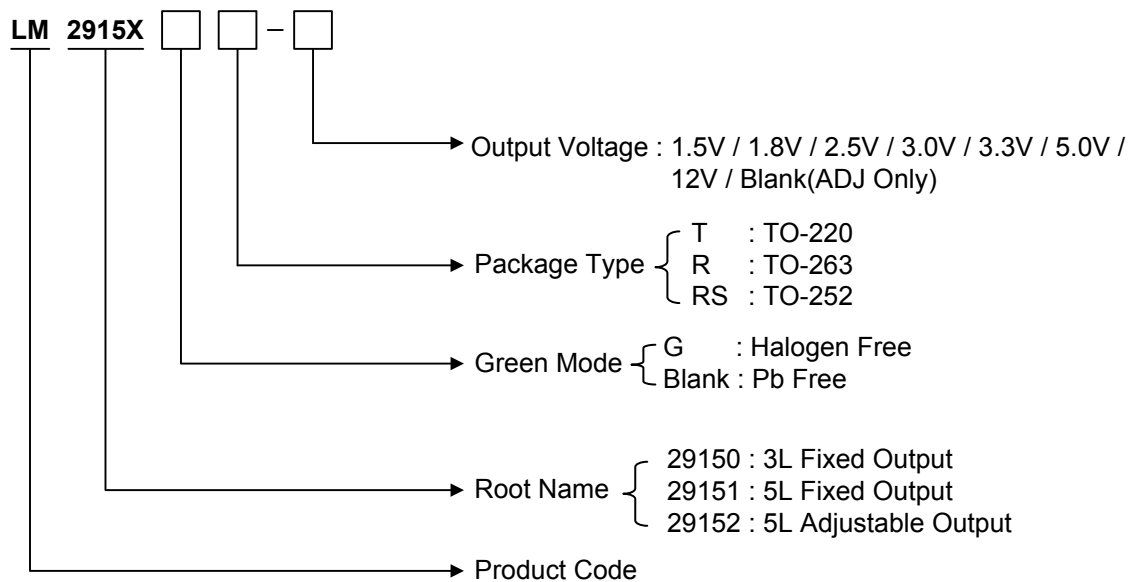 LM 2915X –
Output Voltage : 1.5V / 1.8V / 2.5V / 3.0V / 3.3V / 5.0V /
12V / Blank(ADJ Only)
Package Type
T : TO-220
R : TO-263
RS : TO-252
Green Mode
G : Halogen Free
Blank : Pb Free
Root Name
29150 : 3L Fixed Output
29151 : 5L Fixed Output
29152 : 5L Adjustable Output
Product Code